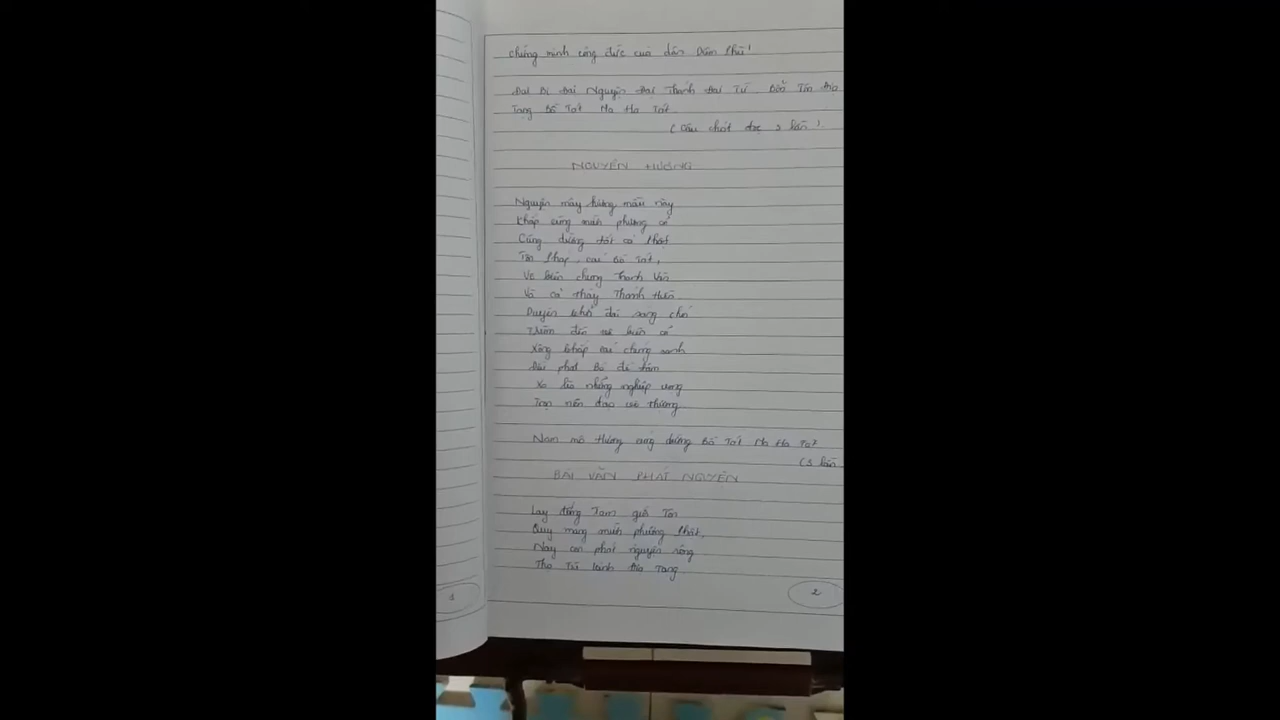 chứng minh công đức của dân Diêm Phù!
Đại Bi Đại Nguyện Đại Thánh Đại Từ Bổn Tôn Địa
Tạng Bồ Tát Ma Ha Tát
(Câu chót đọc 3 lần)
NGUYỆN HƯƠNG
Nguyện mây hương mầu này
Khắp cùng mười phương cõi
Cúng dường tất cả Phật
Tôn Pháp, các Bồ Tát,
Vô biên chúng Thanh Văn
Và cả thảy Thánh Hiền
Duyên khởi đài sáng chói
Trùm đến vô biên cõi
Xông khắp các chúng sanh
Đều phát Bồ đề tâm
Xa lìa những nghiệp vọng
Trọn nên đạo vô thượng
Nam mô Hương cúng dường Bồ Tát Ma Ha Tát
(3 lần
BÀI VĂN PHÁT NGUYỆN
Lạy đấng Tam giới Tôn
Quy mạng mười phương Phật,
Nay con phát nguyện rộng
Thọ Trì kinh Địa Tạng
1
2